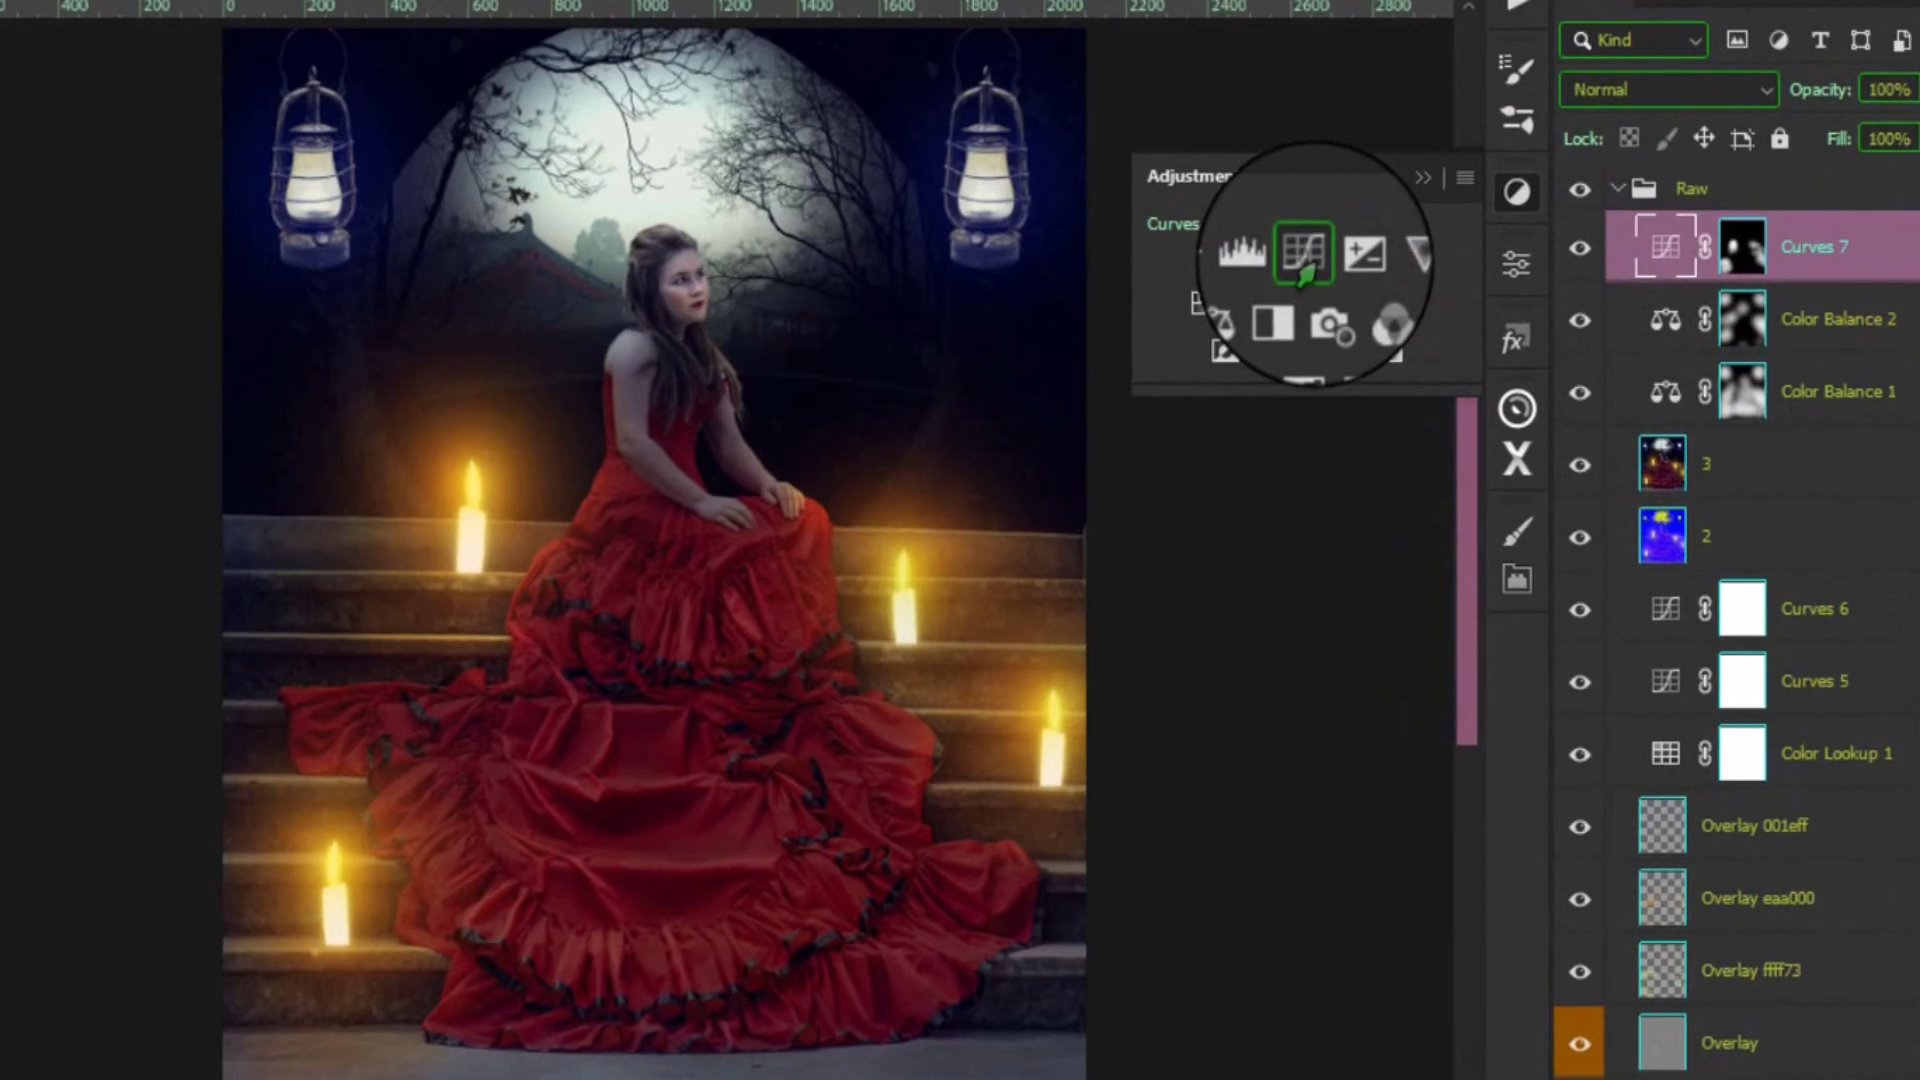 400 200 0 200 400 600 800 1000 1200 1400 1600 1800 2000 2200 2400 2600 2800
Kind
T
Normal Opacity: 100%
Lock: Fill: 100%
Raw
Curves 7
Color Balance 2
Color Balance 1
3
2
Curves 6
Curves 5
Color Lookup 1
Overlay 001eff
Overlay eaa000
Overlay ffff73
Overlay
Curves
fx